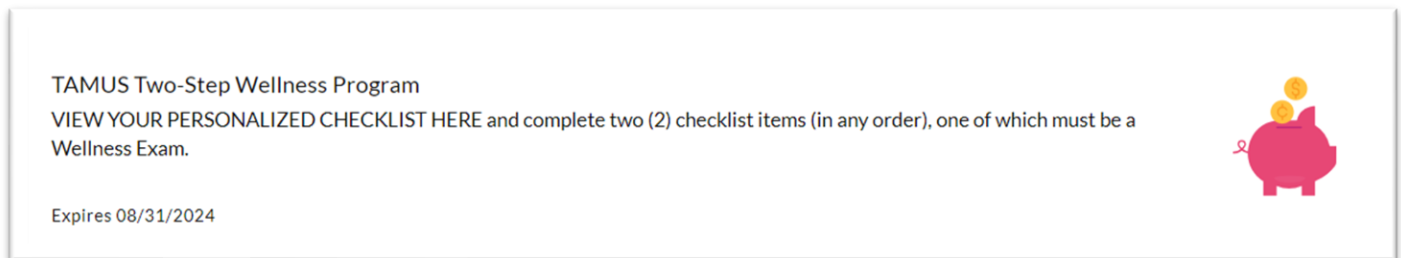 TAMUS Two-Step Wellness Program
VIEW YOUR PERSONALIZED CHECKLIST HERE and complete two (2) checklist items (in any order), one of which must be a
Wellness Exam.
Expires 08/31/2024
$
¢